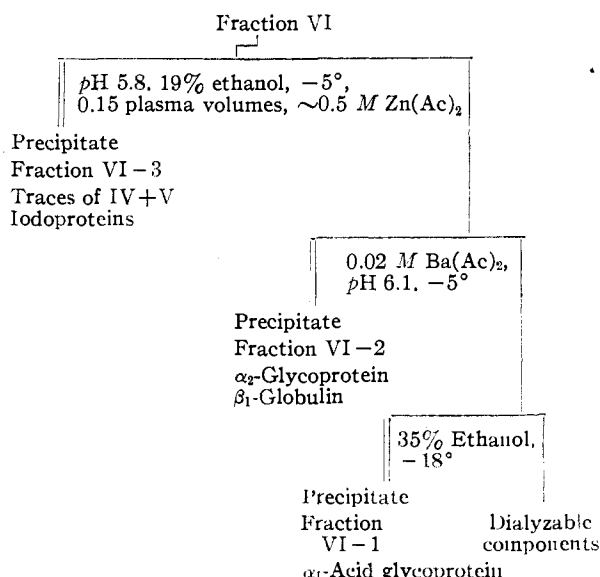 Fraction VI
pH 5.8. 19% ethanol, −5°,
0.15 plasma volumes, ~0.5 M Zn(Ac)₂
Precipitate
Fraction VI−3
Traces of IV+V
Iodoproteins
0.02 M Ba(Ac)₂,
pH 6.1. −5°
Precipitate
Fraction VI−2
α₂-Glycoprotein
β₁-Globulin
35% Ethanol,
−18°
Precipitate
Fraction
VI−1
α₁-Acid glycoprotein
Dialyzable
components